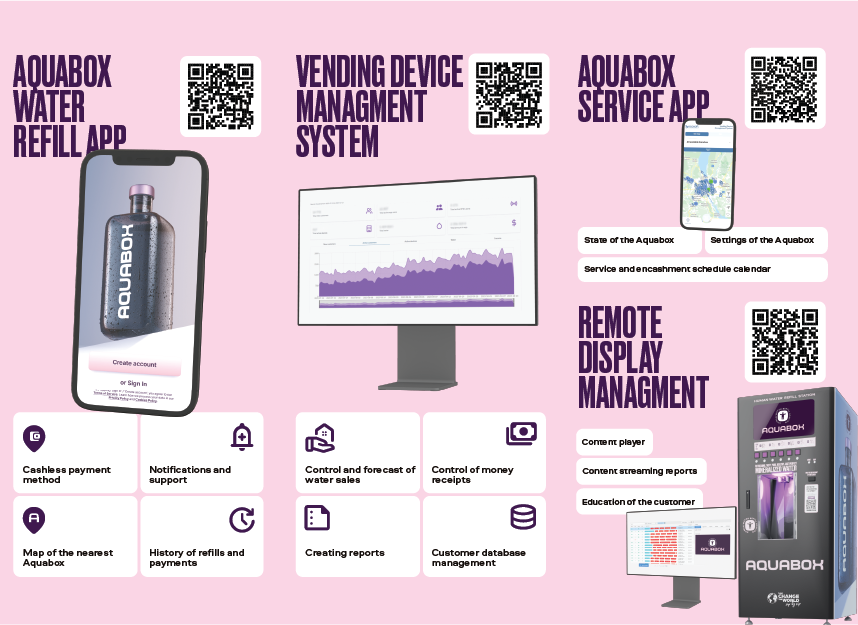 AQUABOX
WATER
REFILL APP
AQUABOX
Create account
or Sign In
Cashless payment
method
Notifications and
support
Map of the nearest
Aquabox
History of refills and
payments
VENDING DEVICE
MANAGMENT
SYSTEM
Control and forecast of
water sales
Control of money
receipts
Creating reports
Customer database
management
AQUABOX
SERVICE APP
State of the Aquabox
Settings of the Aquabox
Service and encashment schedule calendar
REMOTE
DISPLAY
MANAGMENT
Content player
Content streaming reports
Education of the customer
AQUABOX
AQUABOX
AQUABOX
AQUABOX
CHANGE
WORLD